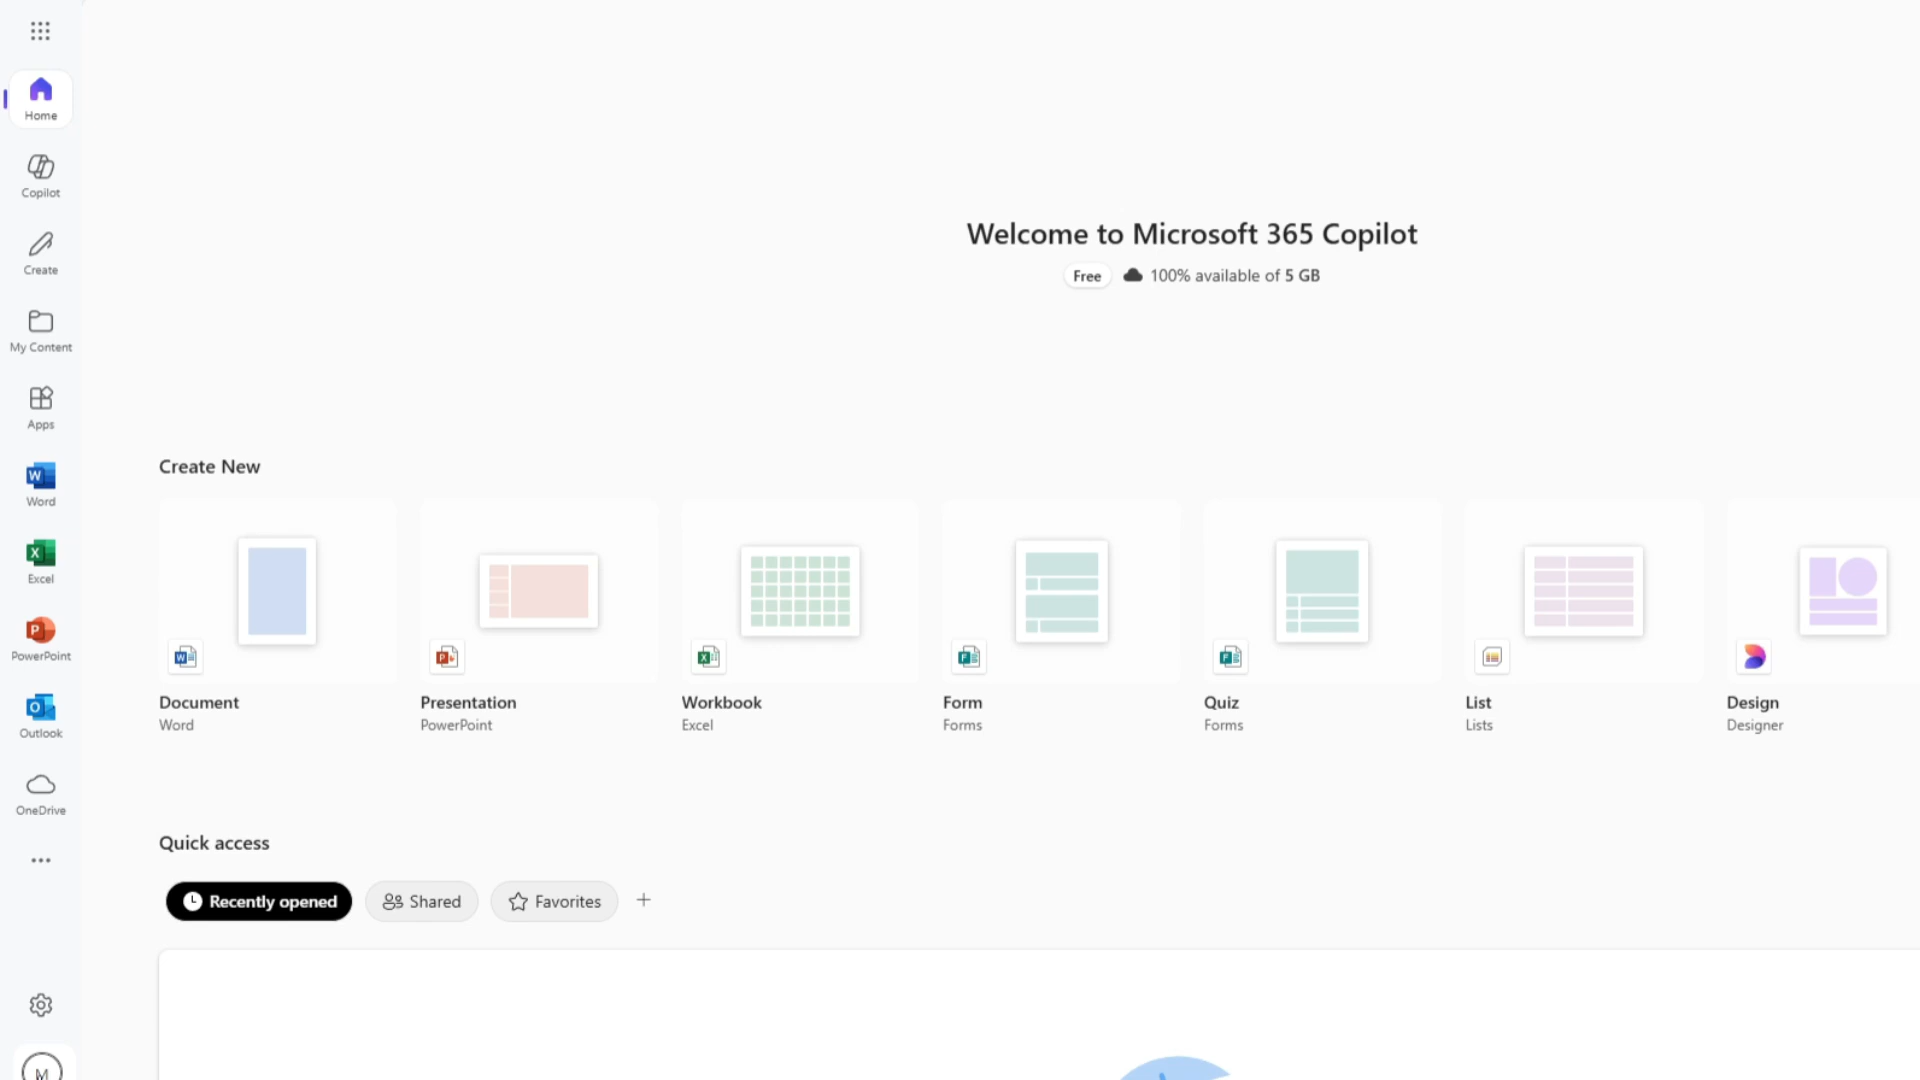 Home
Copilot
Create
My Content
Apps
Word
Excel
PowerPoint
Outlook
OneDrive
M
Welcome to Microsoft 365 Copilot
Free 100% available of 5 GB
Create New
Document
Word
Presentation
PowerPoint
Workbook
Excel
Form
Forms
Quiz
Forms
List
Lists
Design
Designer
Quick access
Recently opened Shared Favorites